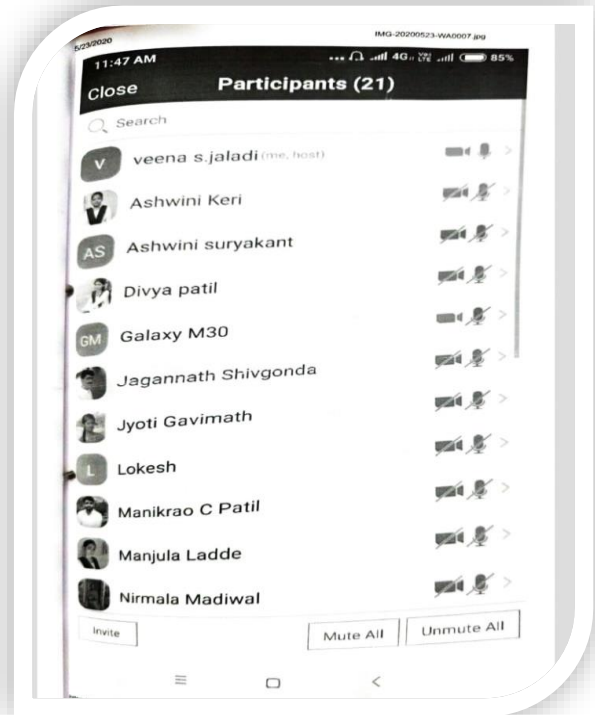 5/23/2020
IMG-20200523-WA0007.jpg
11:47 AM ... 4G VoLTE 85%
Close Participants (21)
Search
V veena s.jaladi (me, host)
Ashwini Keri
AS Ashwini suryakant
Divya patil
GM Galaxy M30
Jagannath Shivgonda
Jyoti Gavimath
L Lokesh
Manikrao C Patil
Manjula Ladde
Nirmala Madiwal
Invite Mute All Unmute All